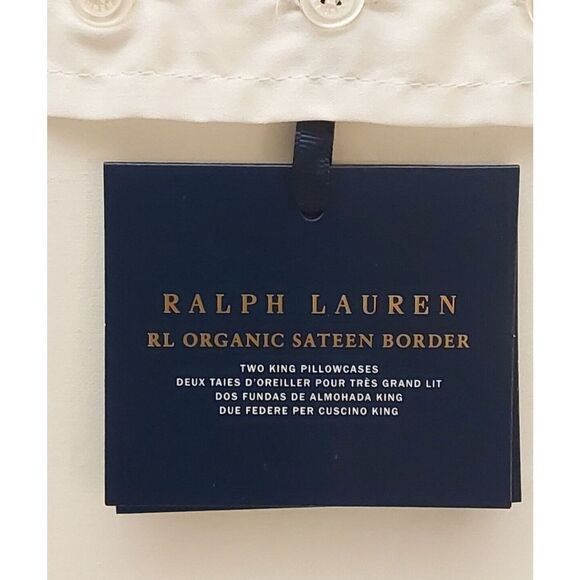 RALPH LAUREN
RL ORGANIC SATEEN BORDER
TWO KING PILLOWCASES
DEUX TAIES D'OREILLER POUR TRÈS GRAND LIT
DOS FUNDAS DE ALMOHADA KING
DUE FEDERE PER CUSCINO KING